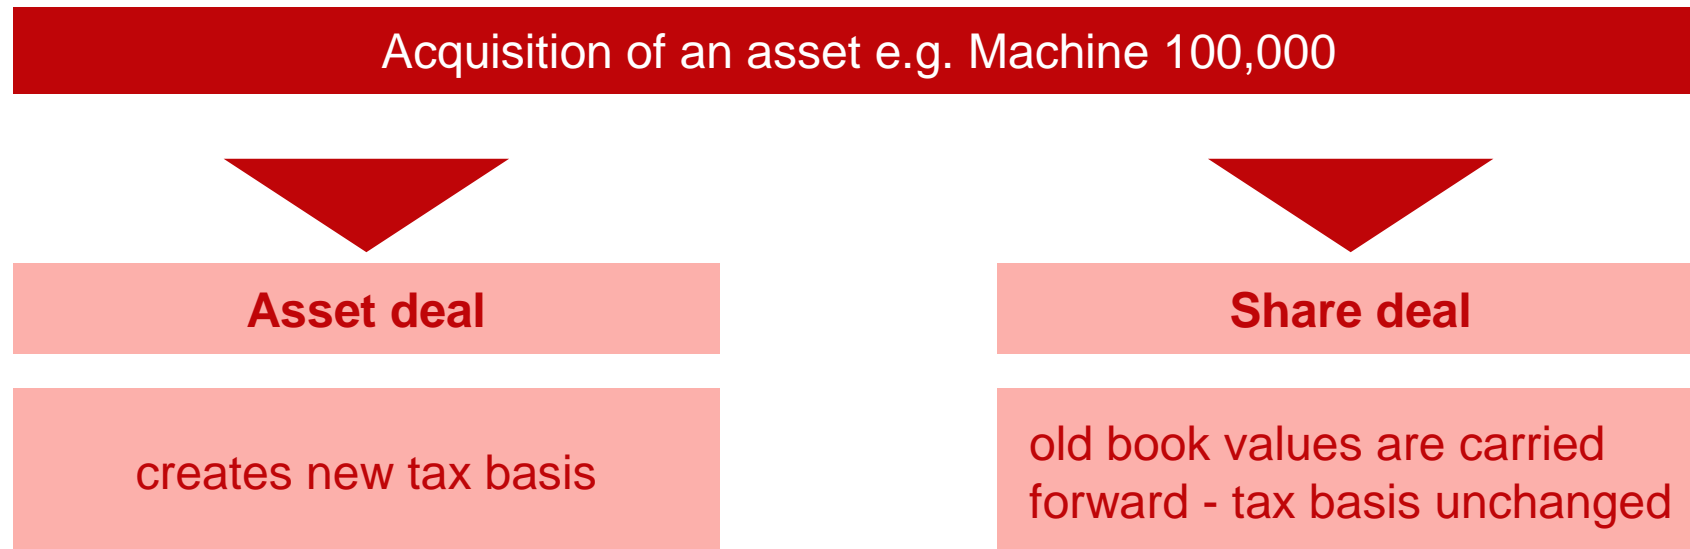 Acquisition of an asset e.g. Machine 100,000
Asset deal
Share deal
creates new tax basis
old book values are carried
forward - tax basis unchanged